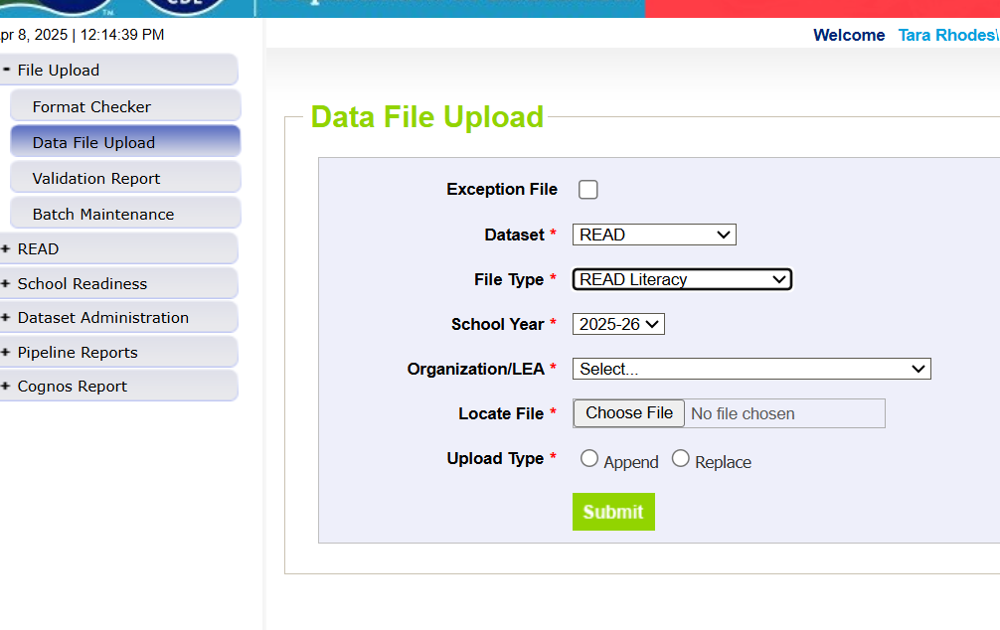 TM
CDE
pr 8, 2025 | 12:14:39 PM
Welcome Tara Rhodes\
- File Upload
Format Checker
Data File Upload
Validation Report
Batch Maintenance
+ READ
+ School Readiness
+ Dataset Administration
+ Pipeline Reports
+ Cognos Report
Data File Upload
Exception File
Dataset * READ
File Type * READ Literacy
School Year * 2025-26
Organization/LEA * Select...
Locate File * Choose File No file chosen
Upload Type * Append Replace
Submit